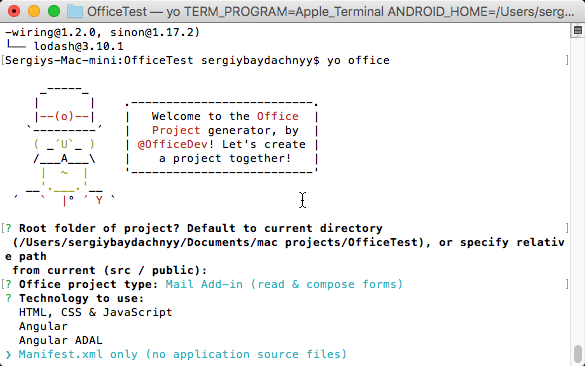 OfficeTest — yo TERM_PROGRAM=Apple_Terminal ANDROID_HOME=/Users/serg...
-wiring@1.2.0, sinon@1.17.2)
└── lodash@3.10.1
[Sergiys-Mac-mini:OfficeTest sergiybaydachnyy$ yo office ]
     _-----_
    |       |    .--------------------------.
    |--(o)--|    |   Welcome to the Office  |
   `---------´   |   Project generator, by  |
    ( _´U`_ )    | @OfficeDev! Let's create |
    /___A___\    |    a project together!   |
     |  ~  |     '--------------------------'
   __'.___.'__
 ´   `  |° ´ Y `
[? Root folder of project? Default to current directory ]
 (/Users/sergiybaydachnyy/Documents/mac projects/OfficeTest), or specify relativ
e path
 from current (src / public):
[? Office project type: Mail Add-in (read & compose forms) ]
? Technology to use:
  HTML, CSS & JavaScript
  Angular
  Angular ADAL
❯ Manifest.xml only (no application source files)